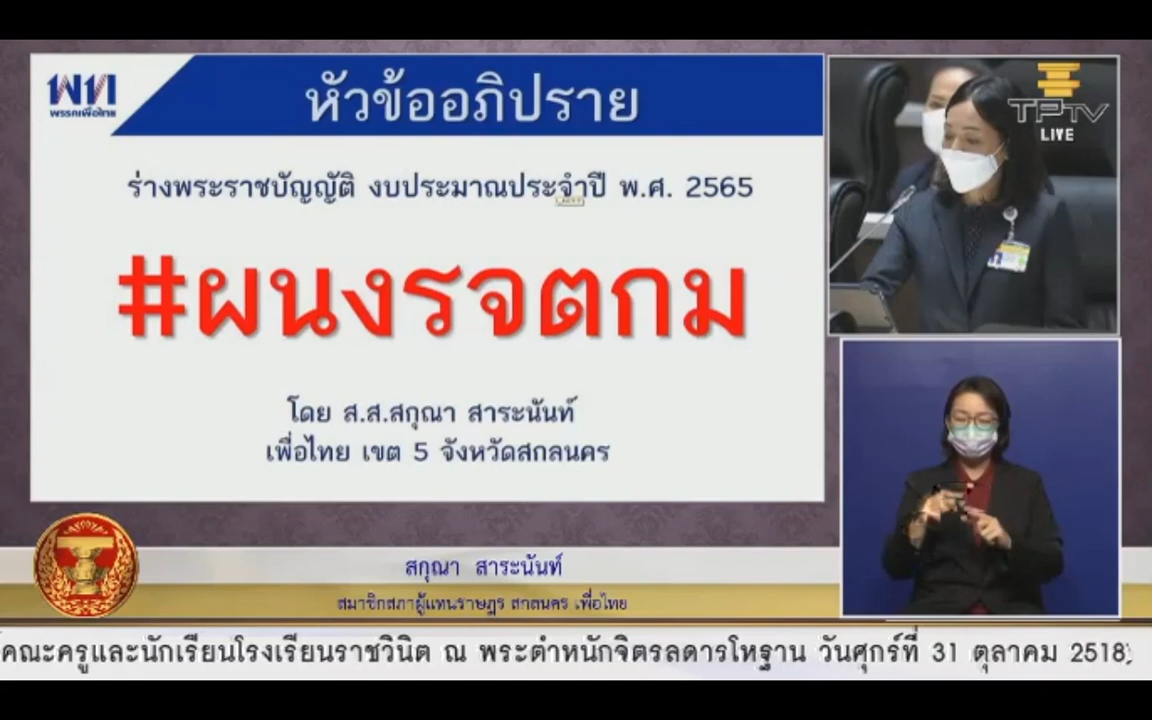 พท
พรรคเพื่อไทย
หัวข้ออภิปราย
ร่างพระราชบัญญัติ งบประมาณประจำปี พ.ศ. 2565
#ผนงรจตกม
โดย ส.ส.สกุณา สาระนันท์
เพื่อไทย เขต 5 จังหวัดสกลนคร
TPTV
LIVE
สกุณา สาระนันท์
สมาชิกสภาผู้แทนราษฎร สกลนคร เพื่อไทย
คณะครูและนักเรียนโรงเรียนราชวินิต ณ พระตำหนักจิตรลดารโหฐาน วันศุกร์ที่ 31 ตุลาคม 2518